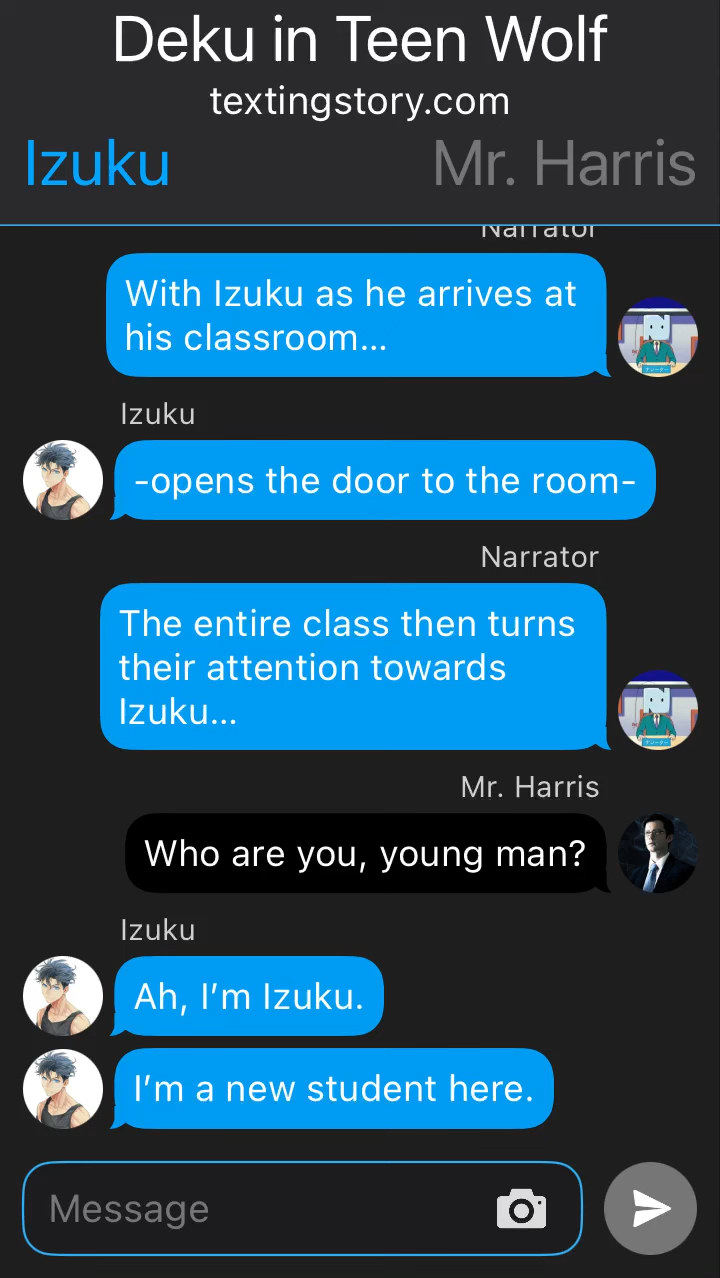 Deku in Teen Wolf
textingstory.com
Izuku
Mr. Harris
Narrator
With Izuku as he arrives at
his classroom...
Izuku
-opens the door to the room-
Narrator
The entire class then turns
their attention towards
Izuku...
Mr. Harris
Who are you, young man?
Izuku
Ah, I’m Izuku.
I’m a new student here.
Message